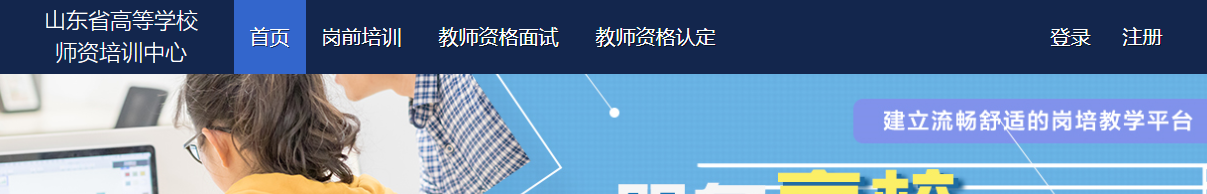 山东省高等学校
师资培训中心
首页 岗前培训 教师资格面试 教师资格认定 登录 注册
建立流畅舒适的岗培教学平台